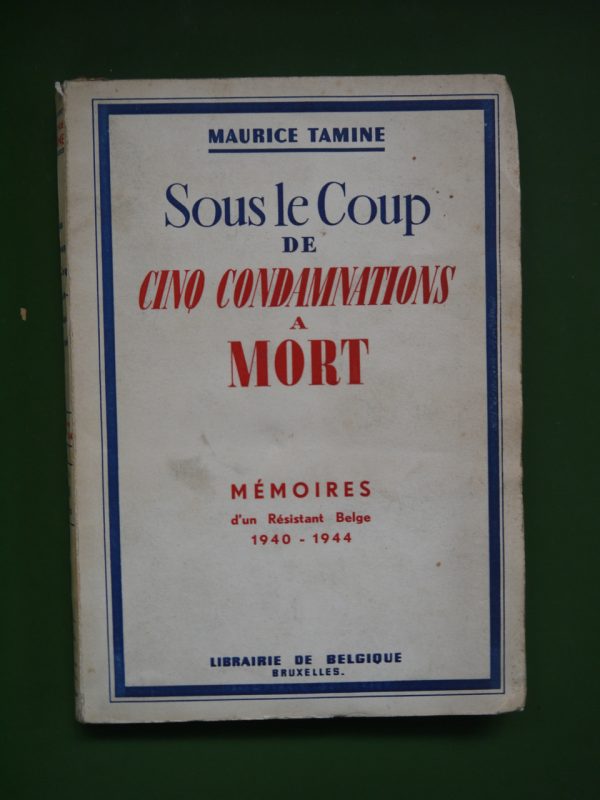 MAURICE TAMINE
Sous le Coup
DE
CINQ CONDAMNATIONS
A
MORT
MÉMOIRES
d'un Résistant Belge
1940 - 1944
LIBRAIRIE DE BELGIQUE
BRUXELLES.-